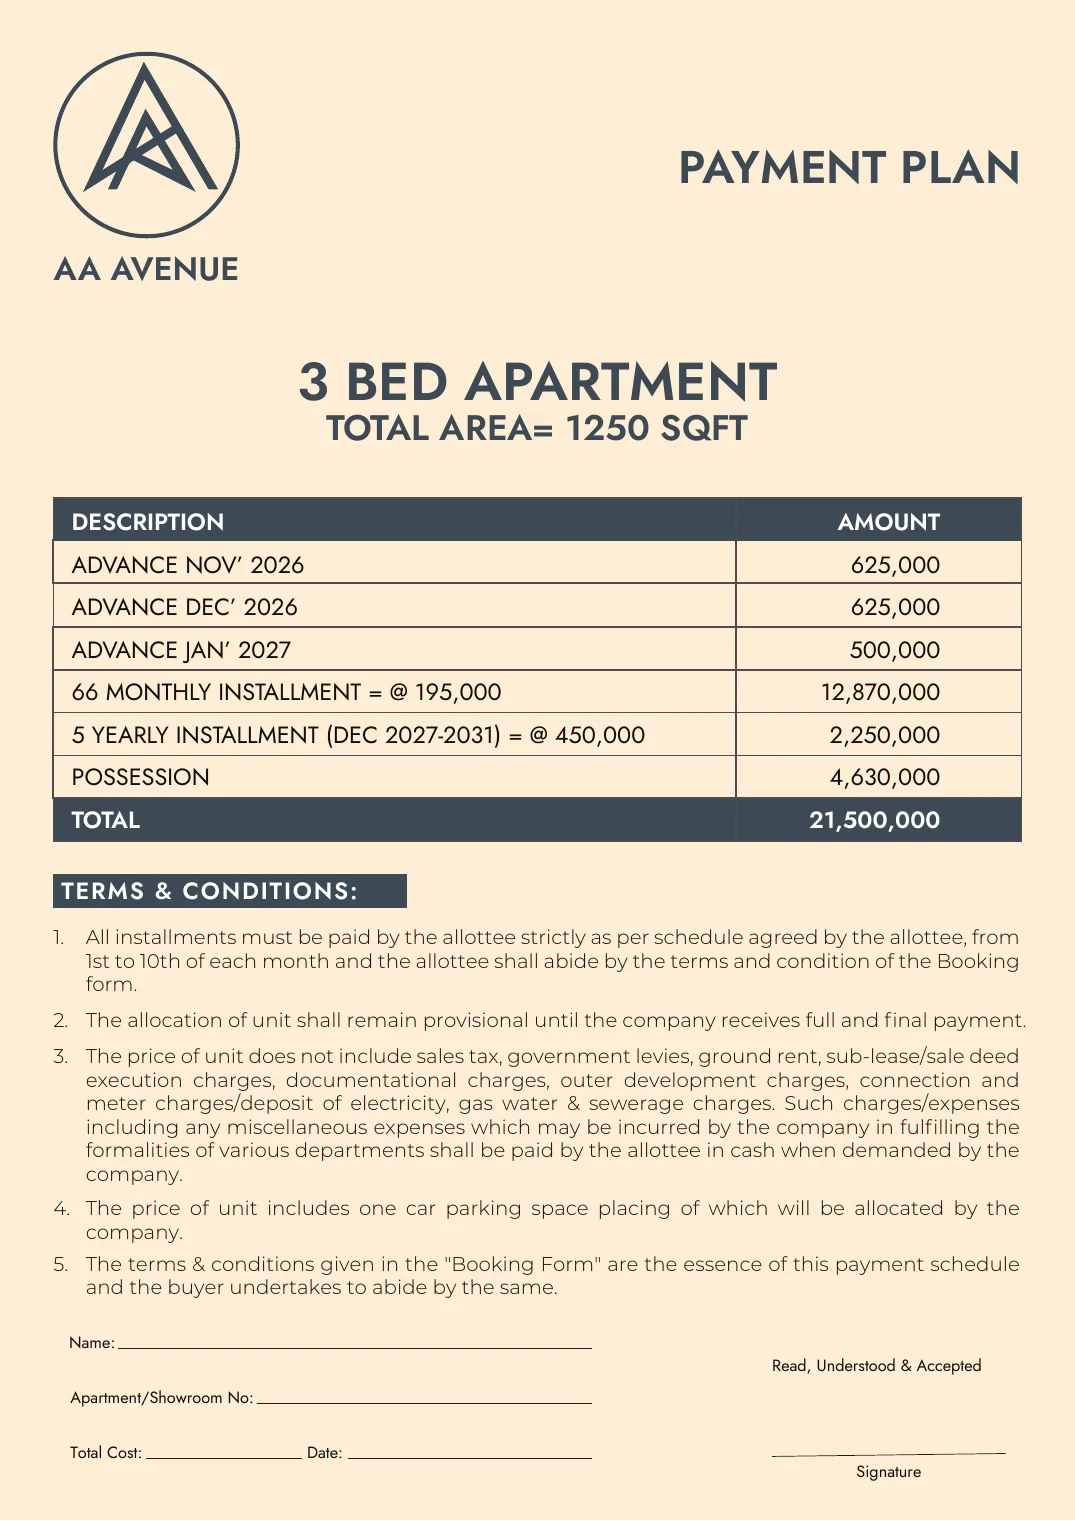 AA AVENUE
PAYMENT PLAN
3 BED APARTMENT
TOTAL AREA= 1250 SQFT
DESCRIPTION AMOUNT
ADVANCE NOV’ 2026 625,000
ADVANCE DEC’ 2026 625,000
ADVANCE JAN’ 2027 500,000
66 MONTHLY INSTALLMENT = @ 195,000 12,870,000
5 YEARLY INSTALLMENT (DEC 2027-2031) = @ 450,000 2,250,000
POSSESSION 4,630,000
TOTAL 21,500,000
TERMS & CONDITIONS:
1. All installments must be paid by the allottee strictly as per schedule agreed by the allottee, from
1st to 10th of each month and the allottee shall abide by the terms and condition of the Booking
form.
2. The allocation of unit shall remain provisional until the company receives full and final payment.
3. The price of unit does not include sales tax, government levies, ground rent, sub-lease/sale deed
execution charges, documentational charges, outer development charges, connection and
meter charges/deposit of electricity, gas water & sewerage charges. Such charges/expenses
including any miscellaneous expenses which may be incurred by the company in fulfilling the
formalities of various departments shall be paid by the allottee in cash when demanded by the
company.
4. The price of unit includes one car parking space placing of which will be allocated by the
company.
5. The terms & conditions given in the "Booking Form" are the essence of this payment schedule
and the buyer undertakes to abide by the same.
Name:
Read, Understood & Accepted
Apartment/Showroom No:
Total Cost: Date:
Signature